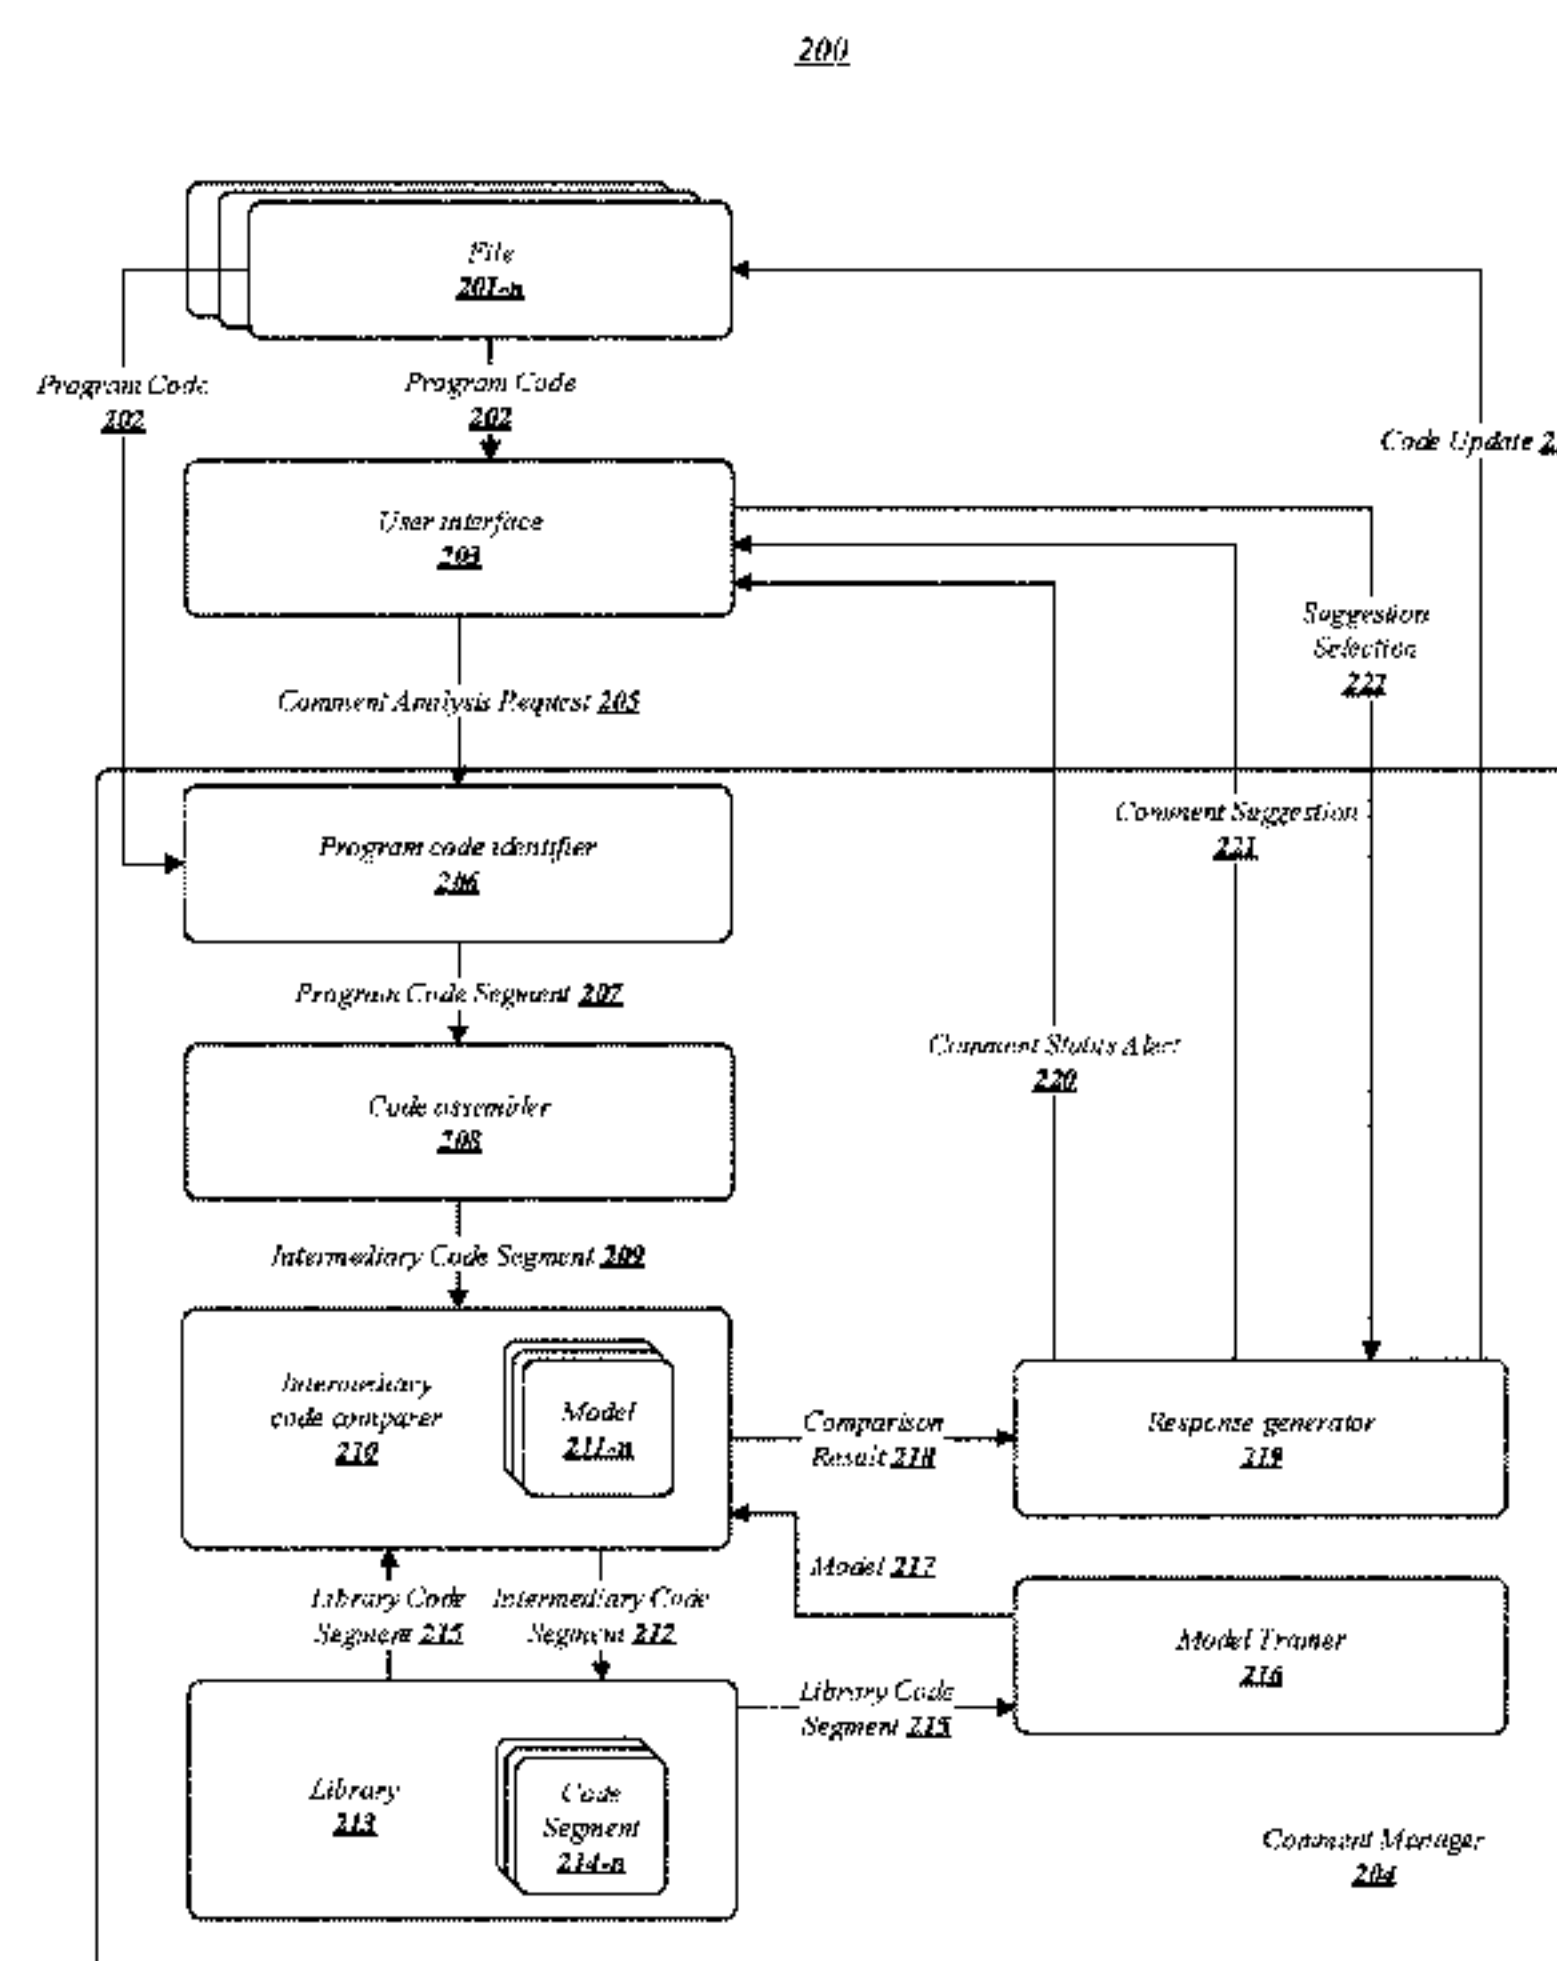 200
File
201-n
Program Code
202
Program Code
202
Code Update
User interface
203
Suggestion
Selection
222
Comment Analysis Request 205
Comment Suggestion
221
Program code identifier
206
Program Code Segment 207
Comment Status Alert
220
Code assembler
208
Intermediary Code Segment 209
Intermediary
code comparer
210
Model
211-n
Comparison
Result 218
Response generator
219
Model 217
Library Code
Segment 215
Intermediary Code
Segment 212
Model Trainer
216
Library Code
Segment 215
Library
213
Code
Segment
214-n
Comment Manager
204